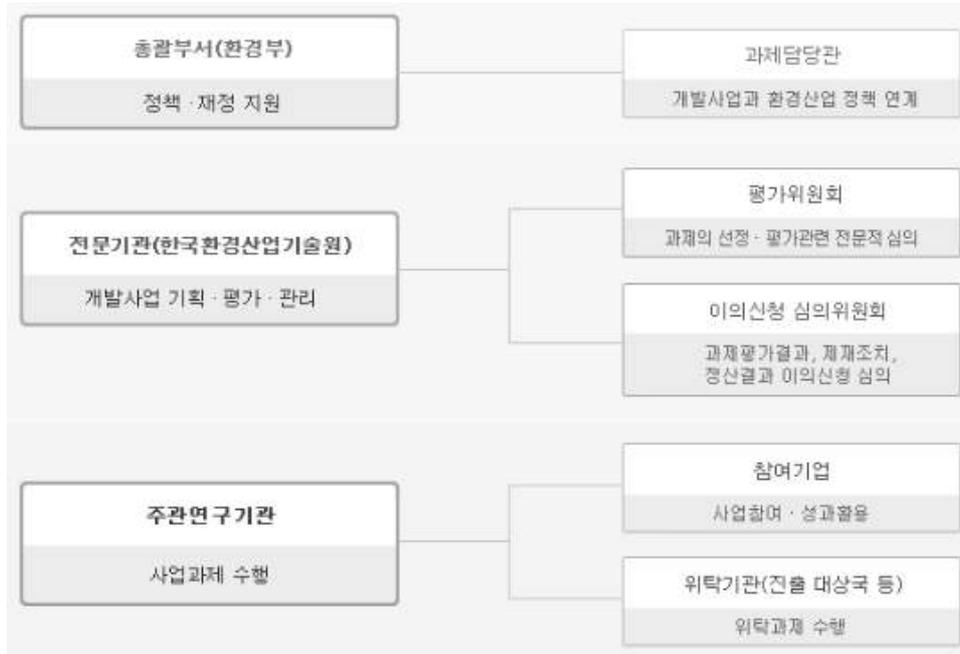 총괄부서(환경부)
정책 · 재정 지원
과제담당관
개발사업과 환경산업 정책 연계
전문기관(한국환경산업기술원)
개발사업 기획 · 평가 · 관리
평가위원회
과제의 선정 · 평가관련 전문적 심의
이의신청 심의위원회
과제평가결과, 제재조치,
정산결과 이의신청 심의
주관연구기관
사업과제 수행
참여기업
사업참여 · 성과활용
위탁기관(진출 대상국 등)
위탁과제 수행